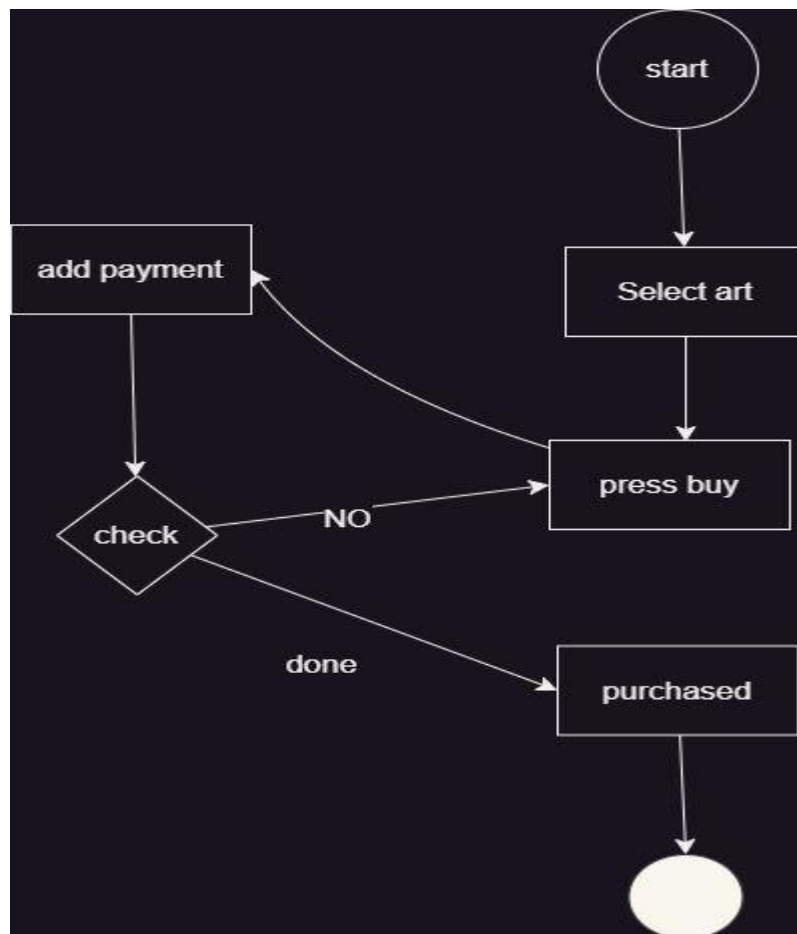 start
add payment
Select art
press buy
check
NO
done
purchased